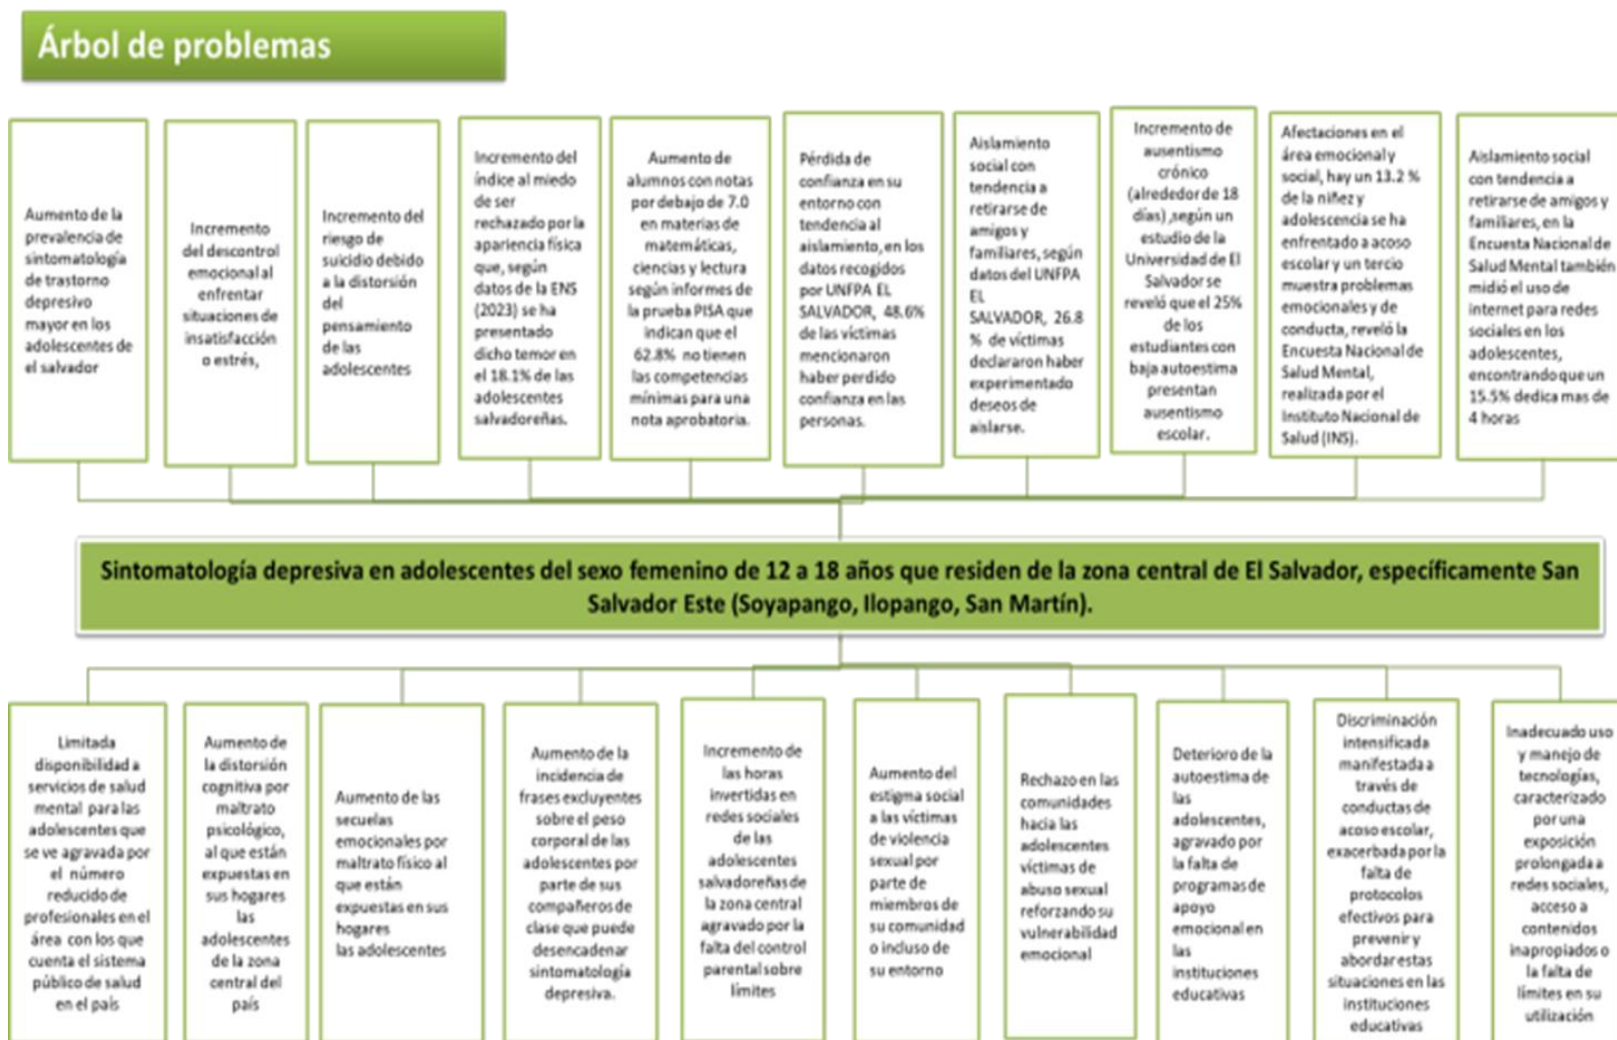 Árbol de problemas
Aumento de la
prevalencia de
sintomatología
de trastorno
depresivo
mayor en los
adolescentes de
el salvador
Incremento
del descontrol
emocional al
enfrentar
situaciones de
insatisfacción
o estrés,
Incremento del
riesgo de
suicidio debido
a la distorsión
del
pensamiento
de las
adolescentes
Incremento del
índice al miedo
de ser
rechazado por la
apariencia física
que, según
datos de la ENS
(2023) se ha
presentado
dicho temor en
el 18.1% de las
adolescentes
salvadoreñas.
Aumento de
alumnos con notas
por debajo de 7.0
en materias de
matemáticas,
ciencias y lectura
según informes de
la prueba PISA que
indican que el
62.8% no tienen
las competencias
mínimas para una
nota aprobatoria.
Pérdida de
confianza en su
entorno con
tendencia al
aislamiento, en los
datos recogidos
por UNFPA EL
SALVADOR, 48.6%
de las víctimas
mencionaron
haber perdido
confianza en las
personas.
Aislamiento
social con
tendencia a
retirarse de
amigos y
familiares, según
datos del UNFPA
EL
SALVADOR, 26.8
% de víctimas
declararon haber
experimentado
deseos de
aislarse.
Incremento de
ausentismo
crónico
(alrededor de 18
días) ,según un
estudio de la
Universidad de El
Salvador se
reveló que el 25%
de los
estudiantes con
baja autoestima
presentan
ausentismo
escolar.
Afectaciones en el
área emocional y
social, hay un 13.2 %
de la niñez y
adolescencia se ha
enfrentado a acoso
escolar y un tercio
muestra problemas
emocionales y de
conducta, reveló la
Encuesta Nacional de
Salud Mental,
realizada por el
Instituto Nacional de
Salud (INS).
Aislamiento social
con tendencia a
retirarse de amigos y
familiares, en la
Encuesta Nacional de
Salud Mental también
midió el uso de
internet para redes
sociales en los
adolescentes,
encontrando que un
15.5% dedica mas de
4 horas
Sintomatología depresiva en adolescentes del sexo femenino de 12 a 18 años que residen de la zona central de El Salvador, específicamente San
Salvador Este (Soyapango, Ilopango, San Martín).
Limitada
disponibilidad a
servicios de salud
mental para las
adolescentes que
se ve agravada por
el número
reducido de
profesionales en el
área con los que
cuenta el sistema
público de salud
en el país
Aumento de
la distorsión
cognitiva por
maltrato
psicológico,
al que están
expuestas en
sus hogares
las
adolescentes
de la zona
central del
país
Aumento de las
secuelas
emocionales por
maltrato físico al
que están
expuestas en sus
hogares
las adolescentes
Aumento de la
incidencia de
frases excluyentes
sobre el peso
corporal de las
adolescentes por
parte de sus
compañeros de
clase que puede
desencadenar
sintomatología
depresiva.
Incremento de
las horas
invertidas en
redes sociales
de las
adolescentes
salvadoreñas de
la zona central
agravado por la
falta del control
parental sobre
límites
Aumento del
estigma social
a las víctimas
de violencia
sexual por
parte de
miembros de
su comunidad
o incluso de
su entorno
Rechazo en las
comunidades
hacia las
adolescentes
víctimas de
abuso sexual
reforzando su
vulnerabilidad
emocional
Deterioro de la
autoestima de
las
adolescentes,
agravado por
la falta de
programas de
apoyo
emocional en
las
instituciones
educativas
Discriminación
intensificada
manifestada a
través de
conductas de
acoso escolar,
exacerbada por la
falta de
protocolos
efectivos para
prevenir y
abordar estas
situaciones en las
instituciones
educativas
Inadecuado uso
y manejo de
tecnologías,
caracterizado
por una
exposición
prolongada a
redes sociales,
acceso a
contenidos
inapropiados o
la falta de
límites en su
utilización